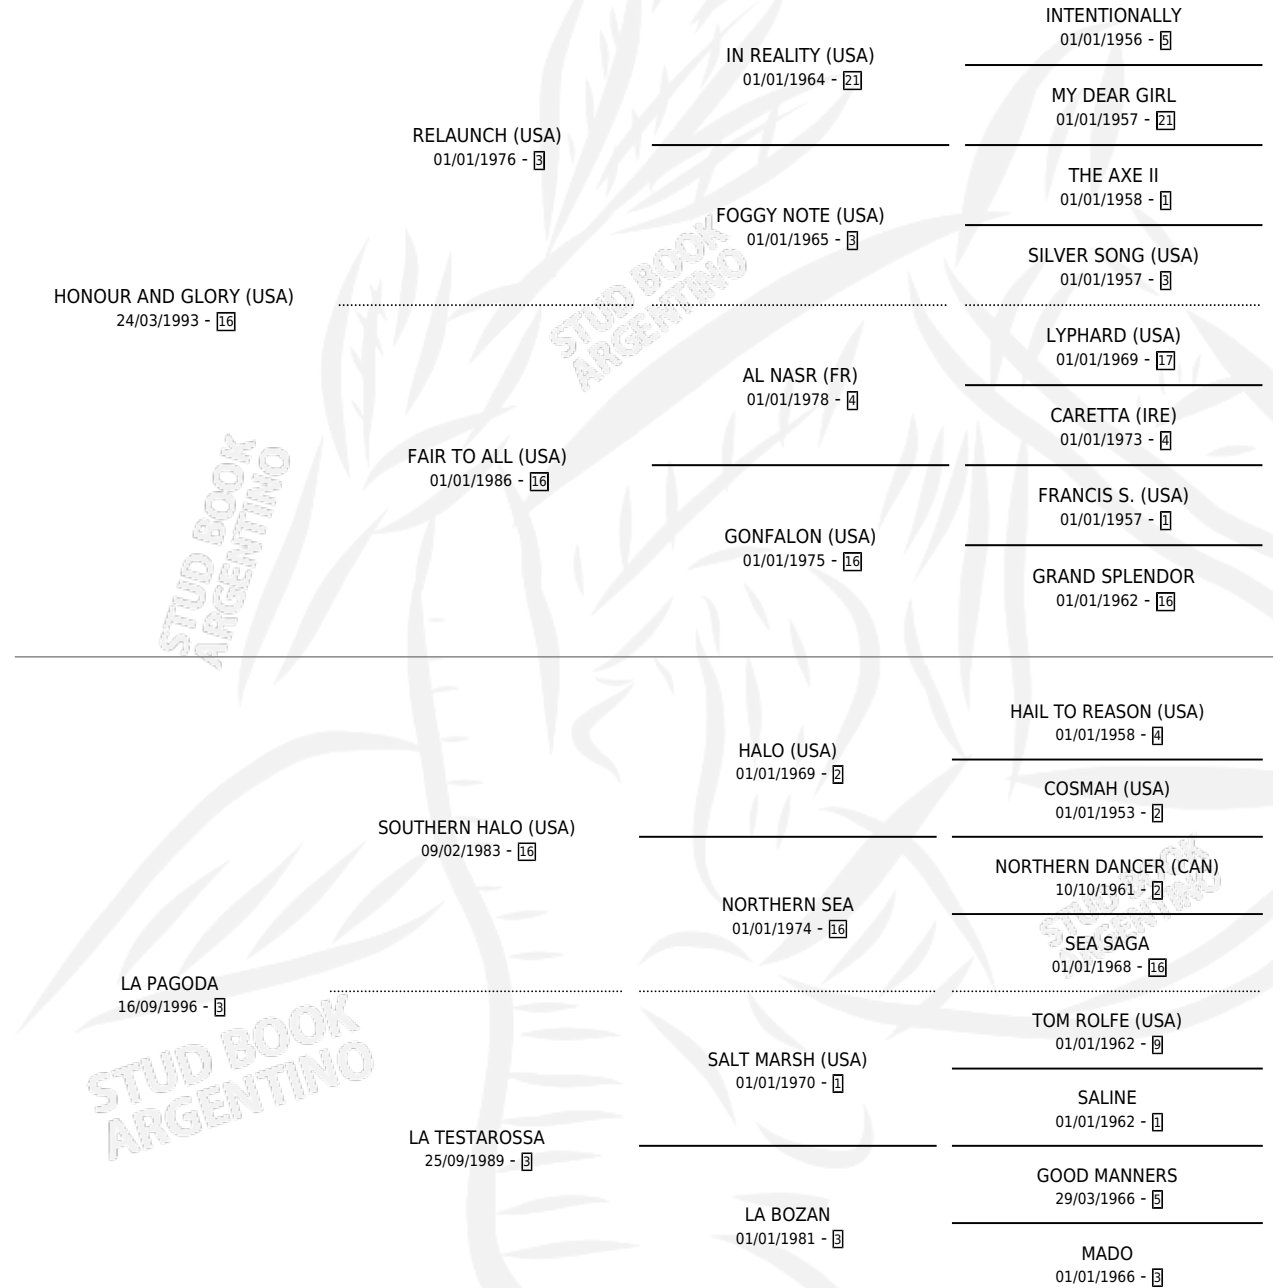 INTENTIONALLY
01/01/1956 - 5
IN REALITY (USA)
01/01/1964 - 21
MY DEAR GIRL
01/01/1957 - 21
RELAUNCH (USA)
01/01/1976 - 3
THE AXE II
01/01/1958 - 1
FOGGY NOTE (USA)
01/01/1965 - 3
SILVER SONG (USA)
01/01/1957 - 3
HONOUR AND GLORY (USA)
24/03/1993 - 16
LYPHARD (USA)
01/01/1969 - 17
AL NASR (FR)
01/01/1978 - 4
CARETTA (IRE)
01/01/1973 - 4
FAIR TO ALL (USA)
01/01/1986 - 16
FRANCIS S. (USA)
01/01/1957 - 1
GONFALON (USA)
01/01/1975 - 16
GRAND SPLENDOR
01/01/1962 - 16
HAIL TO REASON (USA)
01/01/1958 - 4
HALO (USA)
01/01/1969 - 2
COSMAH (USA)
01/01/1953 - 2
SOUTHERN HALO (USA)
09/02/1983 - 16
NORTHERN DANCER (CAN)
10/10/1961 - 2
NORTHERN SEA
01/01/1974 - 16
SEA SAGA
01/01/1968 - 16
LA PAGODA
16/09/1996 - 3
TOM ROLFE (USA)
01/01/1962 - 9
SALT MARSH (USA)
01/01/1970 - 1
SALINE
01/01/1962 - 1
LA TESTAROSSA
25/09/1989 - 3
GOOD MANNERS
29/03/1966 - 5
LA BOZAN
01/01/1981 - 3
MADO
01/01/1966 - 3
STUD BOOK
ARGENTINO
STUD BOOK
ARGENTINO
STUD BOOK
ARGENTINO
STUD BOOK
ARGENTINO